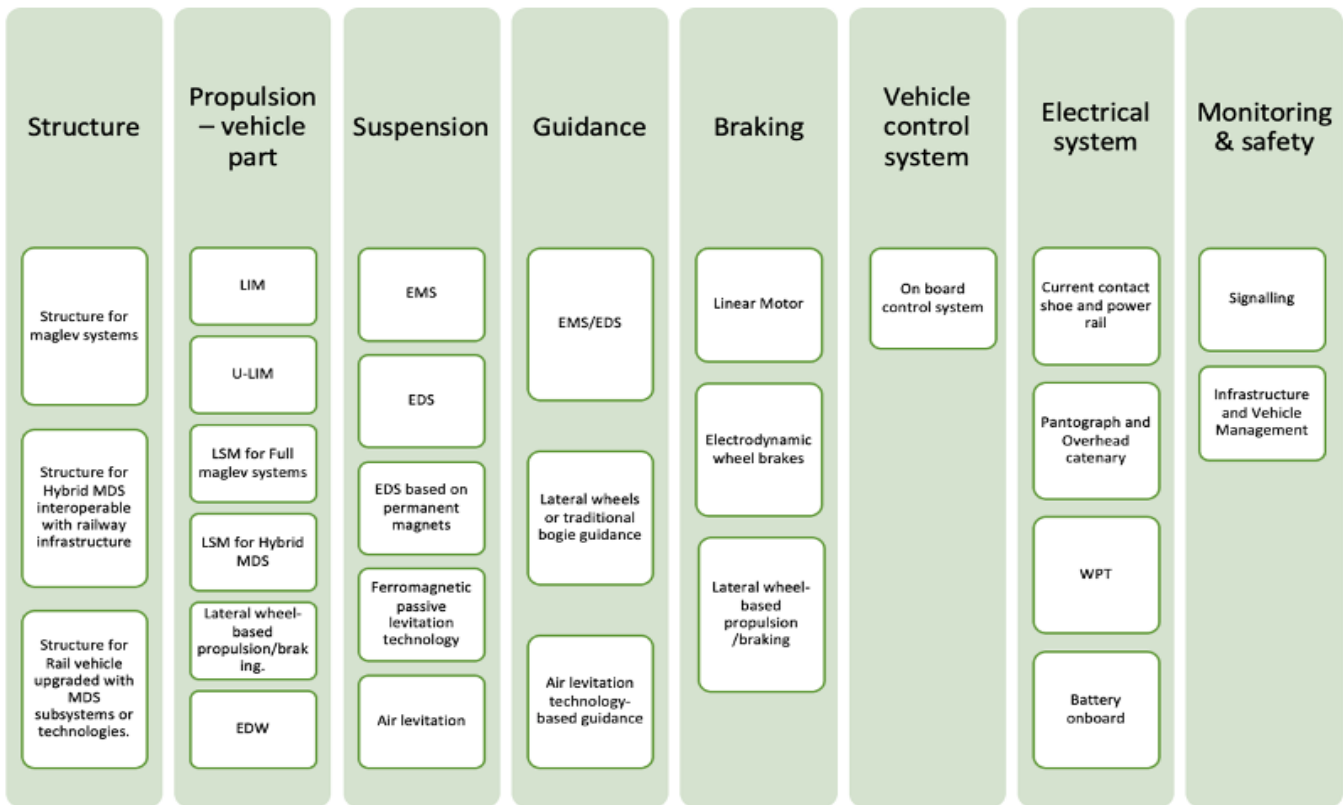 Structure
Structure for
maglev systems
Structure for
Hybrid MDS
interoperable
with railway
infrastructure
Structure for
Rail vehicle
upgraded with
MDS
subsystems or
technologies.
Propulsion
– vehicle
part
LIM
U-LIM
LSM for Full
maglev systems
LSM for Hybrid
MDS
Lateral wheel-
based
propulsion/brak
ing.
EDW
Suspension
EMS
EDS
EDS based on
permanent
magnets
Ferromagnetic
passive
levitation
technology
Air levitation
Guidance
EMS/EDS
Lateral wheels
or traditional
bogie guidance
Air levitation
technology-
based guidance
Braking
Linear Motor
Electrodynamic
wheel brakes
Lateral wheel-
based
propulsion
/braking
Vehicle
control
system
On board
control system
Electrical
system
Current contact
shoe and power
rail
Pantograph and
Overhead
catenary
WPT
Battery
onboard
Monitoring
& safety
Signalling
Infrastructure
and Vehicle
Management